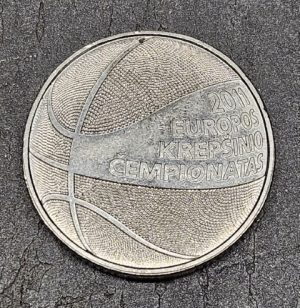 2011
EUROPOS
KREPŠINIO
ČEMPIONATAS